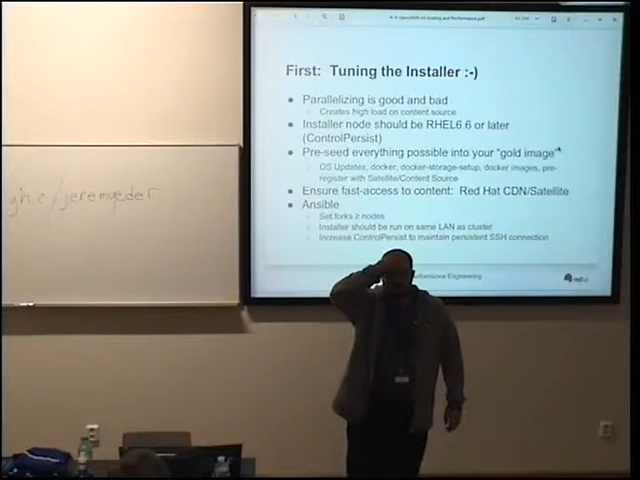 First: Tuning the Installer :-)
● Parallelizing is good and bad
○ Creates high load on content source
● Installer node should be RHEL6.6 or later
(ControlPersist)
● Pre-seed everything possible into your "gold image"
○ OS Updates, docker, docker-storage-setup, docker images, pre-
register with Satellite/Content Source
● Ensure fast-access to content: Red Hat CDN/Satellite
● Ansible
○ Set forks ≥ nodes
○ Installer should be run on same LAN as cluster
○ Increase ControlPersist to maintain persistent SSH connection
Performance Engineering
gh.c/jeremyeder